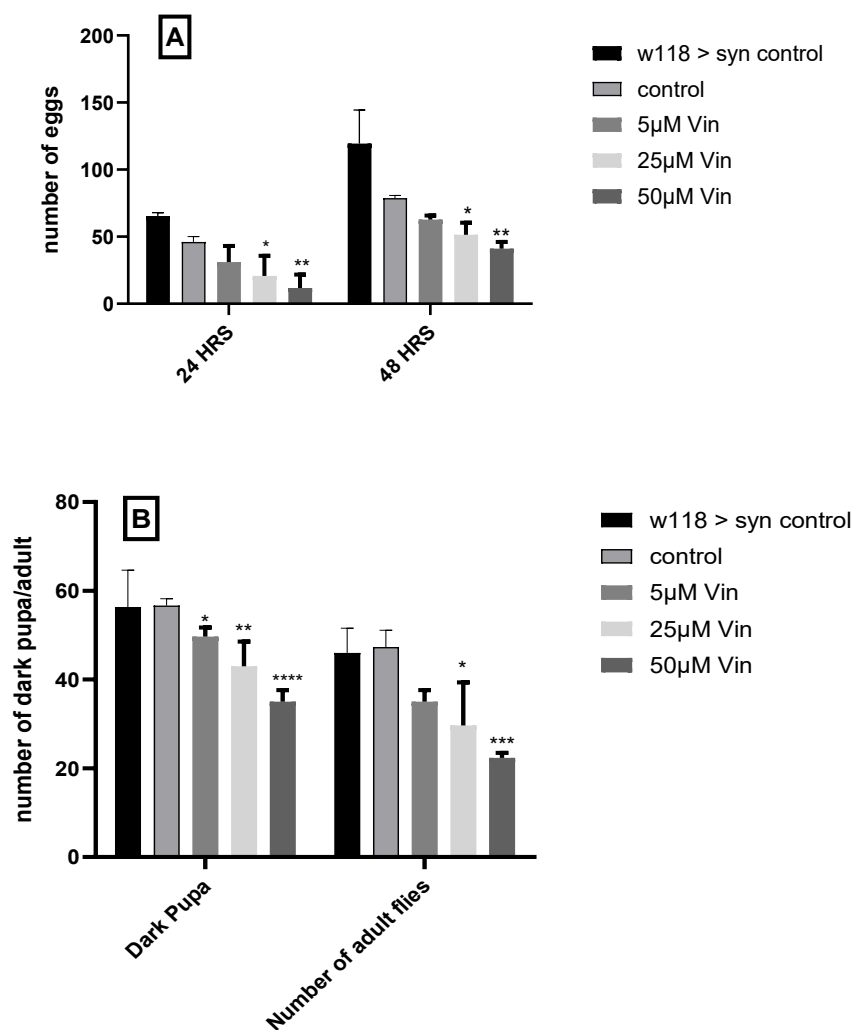 A
200
150
100
50
0
number of eggs
*
**
*
**
24 HRS
48 HRS
w118 > syn control
control
5µM Vin
25µM Vin
50µM Vin
B
80
60
40
20
0
number of dark pupa/adult
*
**
****
*
***
Dark Pupa
Number of adult flies
w118 > syn control
control
5µM Vin
25µM Vin
50µM Vin